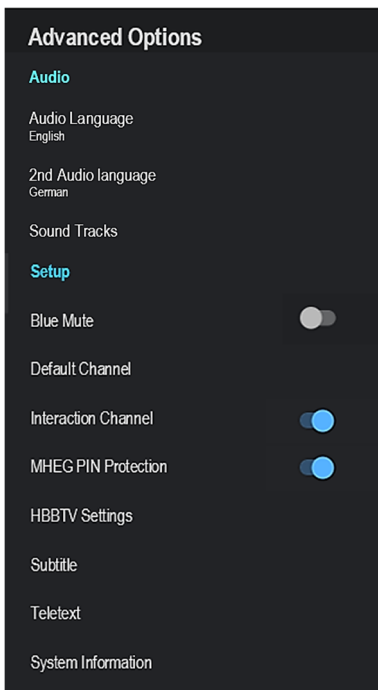 Advanced Options
Audio
Audio Language
English
2nd Audio language
German
Sound Tracks
Setup
Blue Mute
Default Channel
Interaction Channel
MHEG PIN Protection
HBBTV Settings
Subtitle
Teletext
System Information